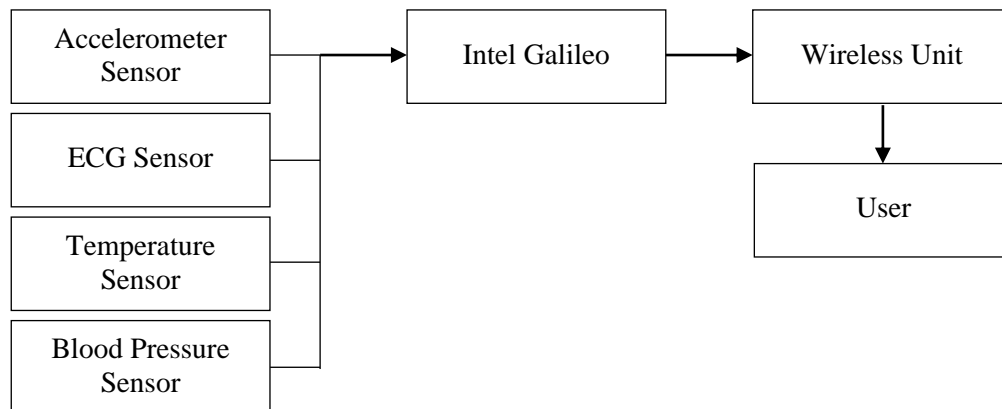 Accelerometer
Sensor
Intel Galileo
Wireless Unit
ECG Sensor
User
Temperature
Sensor
Blood Pressure
Sensor